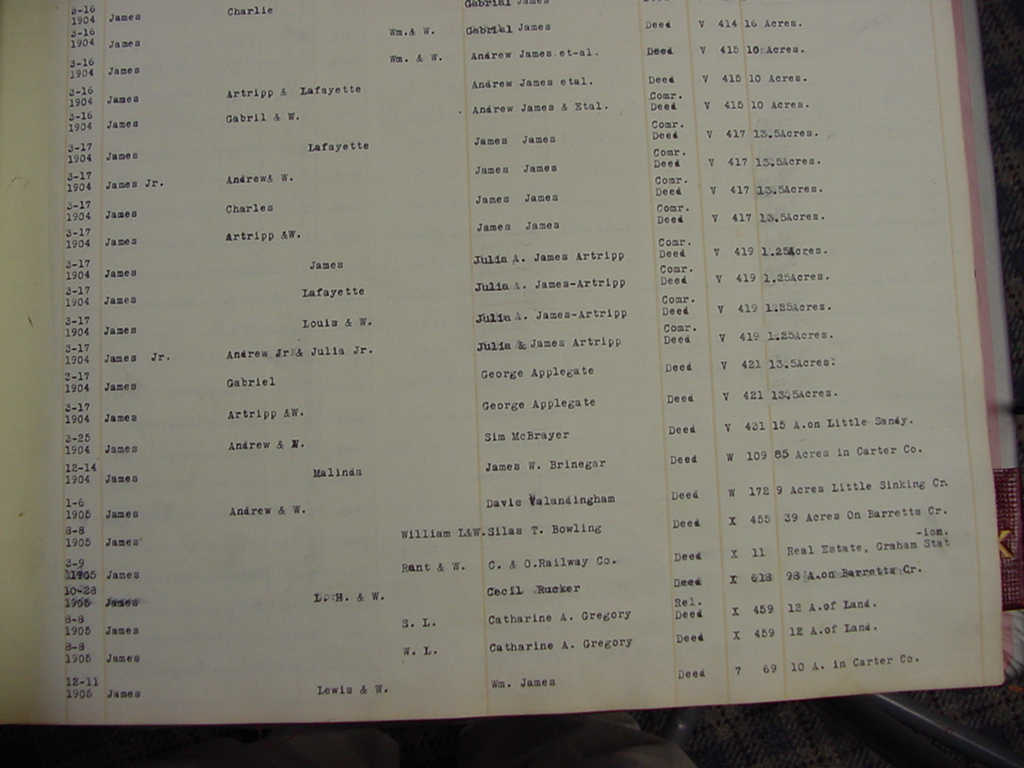 3-16 Charlie Gabrial James Deed
1904 James
3-16 Wm. & W. Gabrial James Deed V 414 16 Acres.
1904 James
3-16 Wm. & W. Andrew James et-al. Deed V 415 10 Acres.
1904 James
3-16 Artripp & Lafayette Andrew James etal. Deed V 415 10 Acres.
1904 James
3-16 Gabril & W. Andrew James & Etal. Comr. Deed V 415 10 Acres.
1904 James
3-17 Lafayette James James Comr. Deed V 417 13.5Acres.
1904 James
3-17 Andrew& W. James James Comr. Deed V 417 13.5Acres.
1904 James Jr.
3-17 Charles James James Comr. Deed V 417 13.5Acres.
1904 James
3-17 Artripp &W. James James Comr. Deed V 417 13.5Acres.
1904 James
3-17 James Julia A. James Artripp Comr. Deed V 419 1.25Acres.
1904 James
3-17 Lafayette Julia A. James-Artripp Comr. Deed V 419 1.25Acres.
1904 James
3-17 Louis & W. Julia A. James-Artripp Comr. Deed V 419 1.25Acres.
1904 James
3-17 Andrew Jr & Julia Jr. Julia & James Artripp Comr. Deed V 419 1.25Acres.
1904 James Jr.
3-17 Gabriel George Applegate Deed V 421 13.5Acres.
1904 James
3-17 Artripp &W. George Applegate Deed V 421 13.5Acres.
1904 James
3-25 Andrew & W. Sim McBrayer Deed V 431 15 A.on Little Sandy.
1904 James
12-14 Malinda James W. Brinegar Deed W 109 85 Acres in Carter Co.
1904 James
1-6 Andrew & W. Davis Valandingham Deed W 172 9 Acres Little Sinking Cr.
1905 James
8-8 William L&W. Silas T. Bowling Deed X 455 39 Acres On Barretts Cr.
1905 James
3-9 Rant & W. C. & O.Railway Co. Deed X 11 Real Estate, Graham Stat -ion.
1905 James
10-28 L. H. & W. Cecil Rucker Deed X 618 98 A.on Barretts Cr.
1905 James
8-8 S. L. Catharine A. Gregory Rel. Deed X 459 12 A.of Land.
1905 James
8-8 W. L. Catharine A. Gregory Deed X 459 12 A.of Land.
1905 James
12-11 Lewis & W. Wm. James Deed 7 69 10 A. in Carter Co.
1905 James